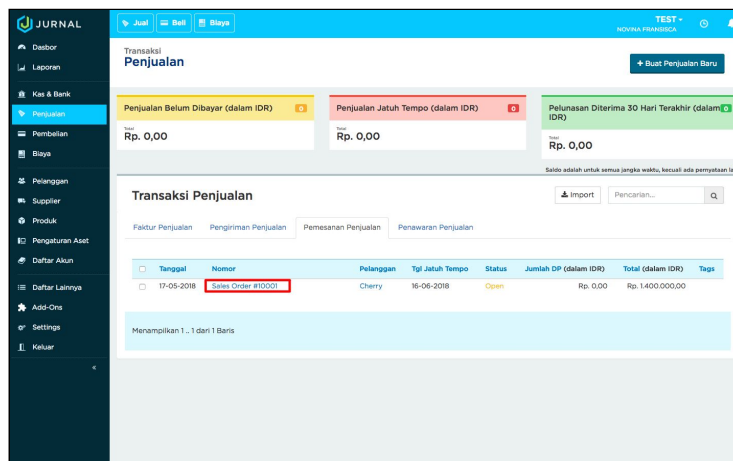 JURNAL
Jual
Beli
Biaya
TEST
NOVINA FRANSISCA
Dasbor
Laporan
Kas & Bank
Penjualan
Pembelian
Biaya
Pelanggan
Supplier
Produk
Pengaturan Aset
Daftar Akun
Daftar Lainnya
Add-Ons
Settings
Keluar
«
Transaksi
Penjualan
+ Buat Penjualan Baru
Penjualan Belum Dibayar (dalam IDR) 0
Total
Rp. 0,00
Penjualan Jatuh Tempo (dalam IDR) 0
Total
Rp. 0,00
Pelunasan Diterima 30 Hari Terakhir (dalam 0
IDR)
Total
Rp. 0,00
Saldo adalah untuk semua jangka waktu, kecuali ada pernyataan la
Transaksi Penjualan
Import
Pencarian...
Faktur Penjualan Pengiriman Penjualan Pemesanan Penjualan Penawaran Penjualan
Tanggal Nomor Pelanggan Tgl Jatuh Tempo Status Jumlah DP (dalam IDR) Total (dalam IDR) Tags
17-05-2018 Sales Order #10001 Cherry 16-06-2018 Open Rp. 0,00 Rp. 1.400.000,00
Menampilkan 1 .. 1 dari 1 Baris